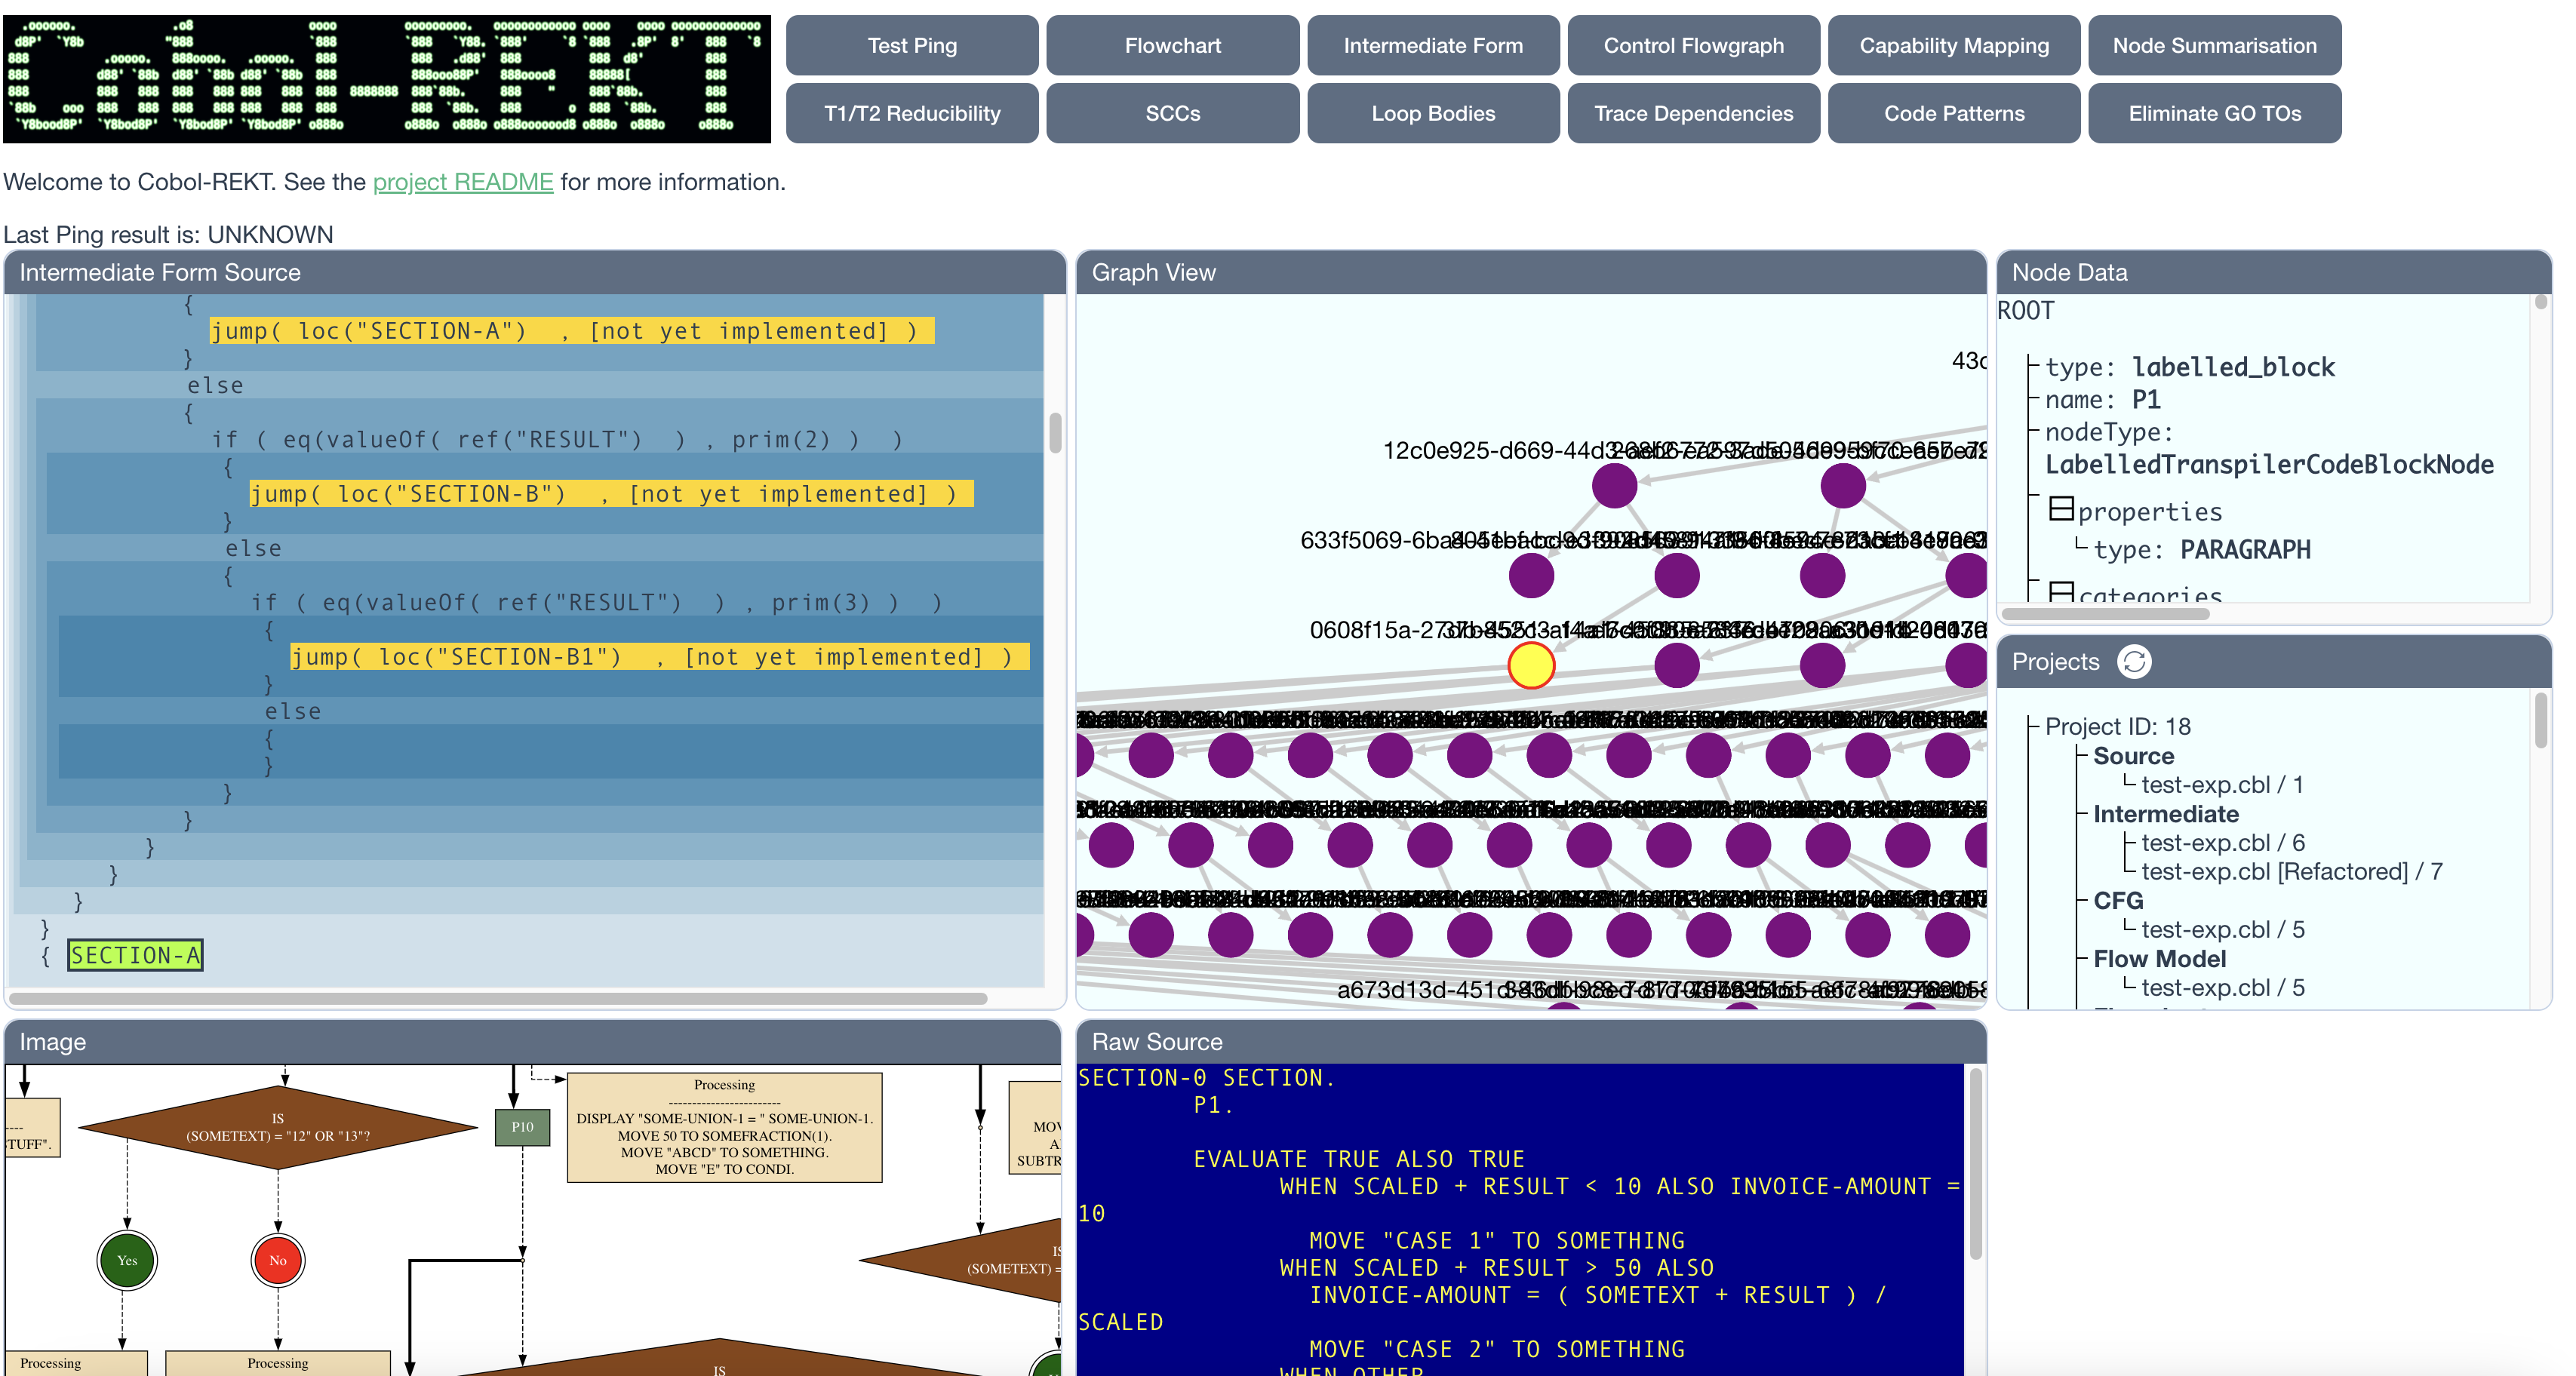 Cobol-REKT
Test Ping
Flowchart
Intermediate Form
Control Flowgraph
Capability Mapping
Node Summarisation
T1/T2 Reducibility
SCCs
Loop Bodies
Trace Dependencies
Code Patterns
Eliminate GO TOs
Welcome to Cobol-REKT. See the project README for more information.
Last Ping result is: UNKNOWN
Intermediate Form Source
{
jump( loc("SECTION-A")  , [not yet implemented] )
}
else
{
if ( eq(valueOf( ref("RESULT")  ) , prim(2) )  )
{
jump( loc("SECTION-B")  , [not yet implemented] )
}
else
{
if ( eq(valueOf( ref("RESULT")  ) , prim(3) )  )
{
jump( loc("SECTION-B1")  , [not yet implemented] )
}
else
{
}
}
}
}
}
}
}
{ SECTION-A
Graph View
43c
12c0e925-d669-44d3-
633f5069-6ba4-
0608f15a-27
a673d13d-451d-
Node Data
ROOT
type: labelled_block
name: P1
nodeType:
LabelledTranspilerCodeBlockNode
properties
type: PARAGRAPH
categories
Projects
Project ID: 18
Source
test-exp.cbl / 1
Intermediate
test-exp.cbl / 6
test-exp.cbl [Refactored] / 7
CFG
test-exp.cbl / 5
Flow Model
test-exp.cbl / 5
Image
----
TUFF".
IS
(SOMETEXT) = "12" OR "13"?
P10
Processing
------------------------
DISPLAY "SOME-UNION-1 = " SOME-UNION-1.
MOVE 50 TO SOMEFRACTION(1).
MOVE "ABCD" TO SOMETHING.
MOVE "E" TO CONDI.
MOV
A
SUBTR
Yes
No
IS
(SOMETEXT) =
Processing
Processing
IS
Raw Source
SECTION-0 SECTION.
P1.
EVALUATE TRUE ALSO TRUE
WHEN SCALED + RESULT < 10 ALSO INVOICE-AMOUNT =
10
MOVE "CASE 1" TO SOMETHING
WHEN SCALED + RESULT > 50 ALSO
INVOICE-AMOUNT = ( SOMETEXT + RESULT ) /
SCALED
MOVE "CASE 2" TO SOMETHING
WHEN OTHER